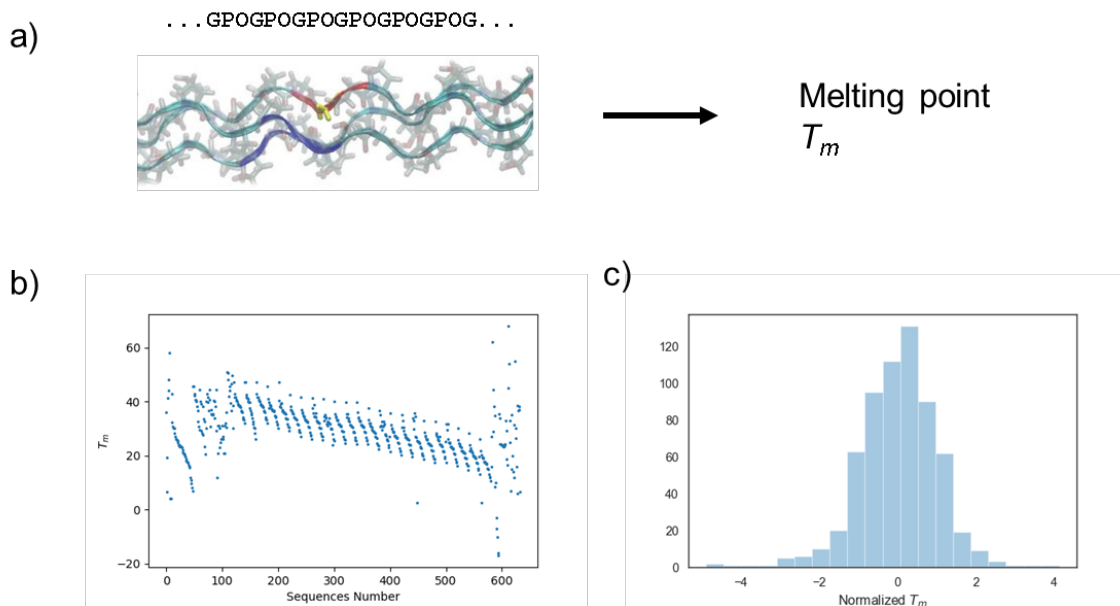 ...GPOGPOGPOGPOGPOGPOG...
a)
Melting point
Tm
b)
c)
60
40
20
0
−20
Tm
0
100
200
300
400
500
600
Sequences Number
120
100
80
60
40
20
0
−4
−2
0
2
4
Normalized Tm